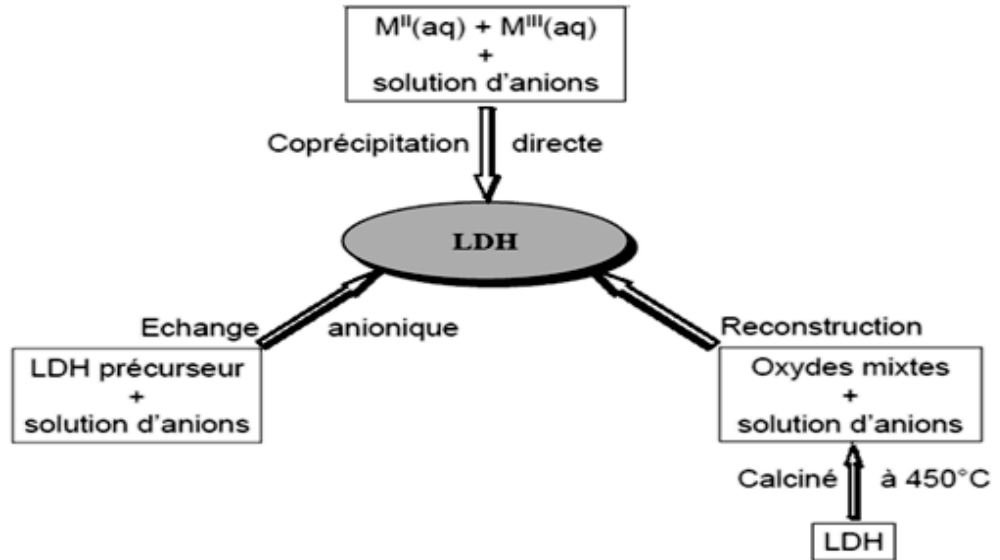 M^II(aq) + M^III(aq)
+
solution d'anions
Coprécipitation directe
LDH
Echange anionique
LDH précurseur
+
solution d'anions
Reconstruction
Oxydes mixtes
+
solution d'anions
Calciné à 450°C
LDH